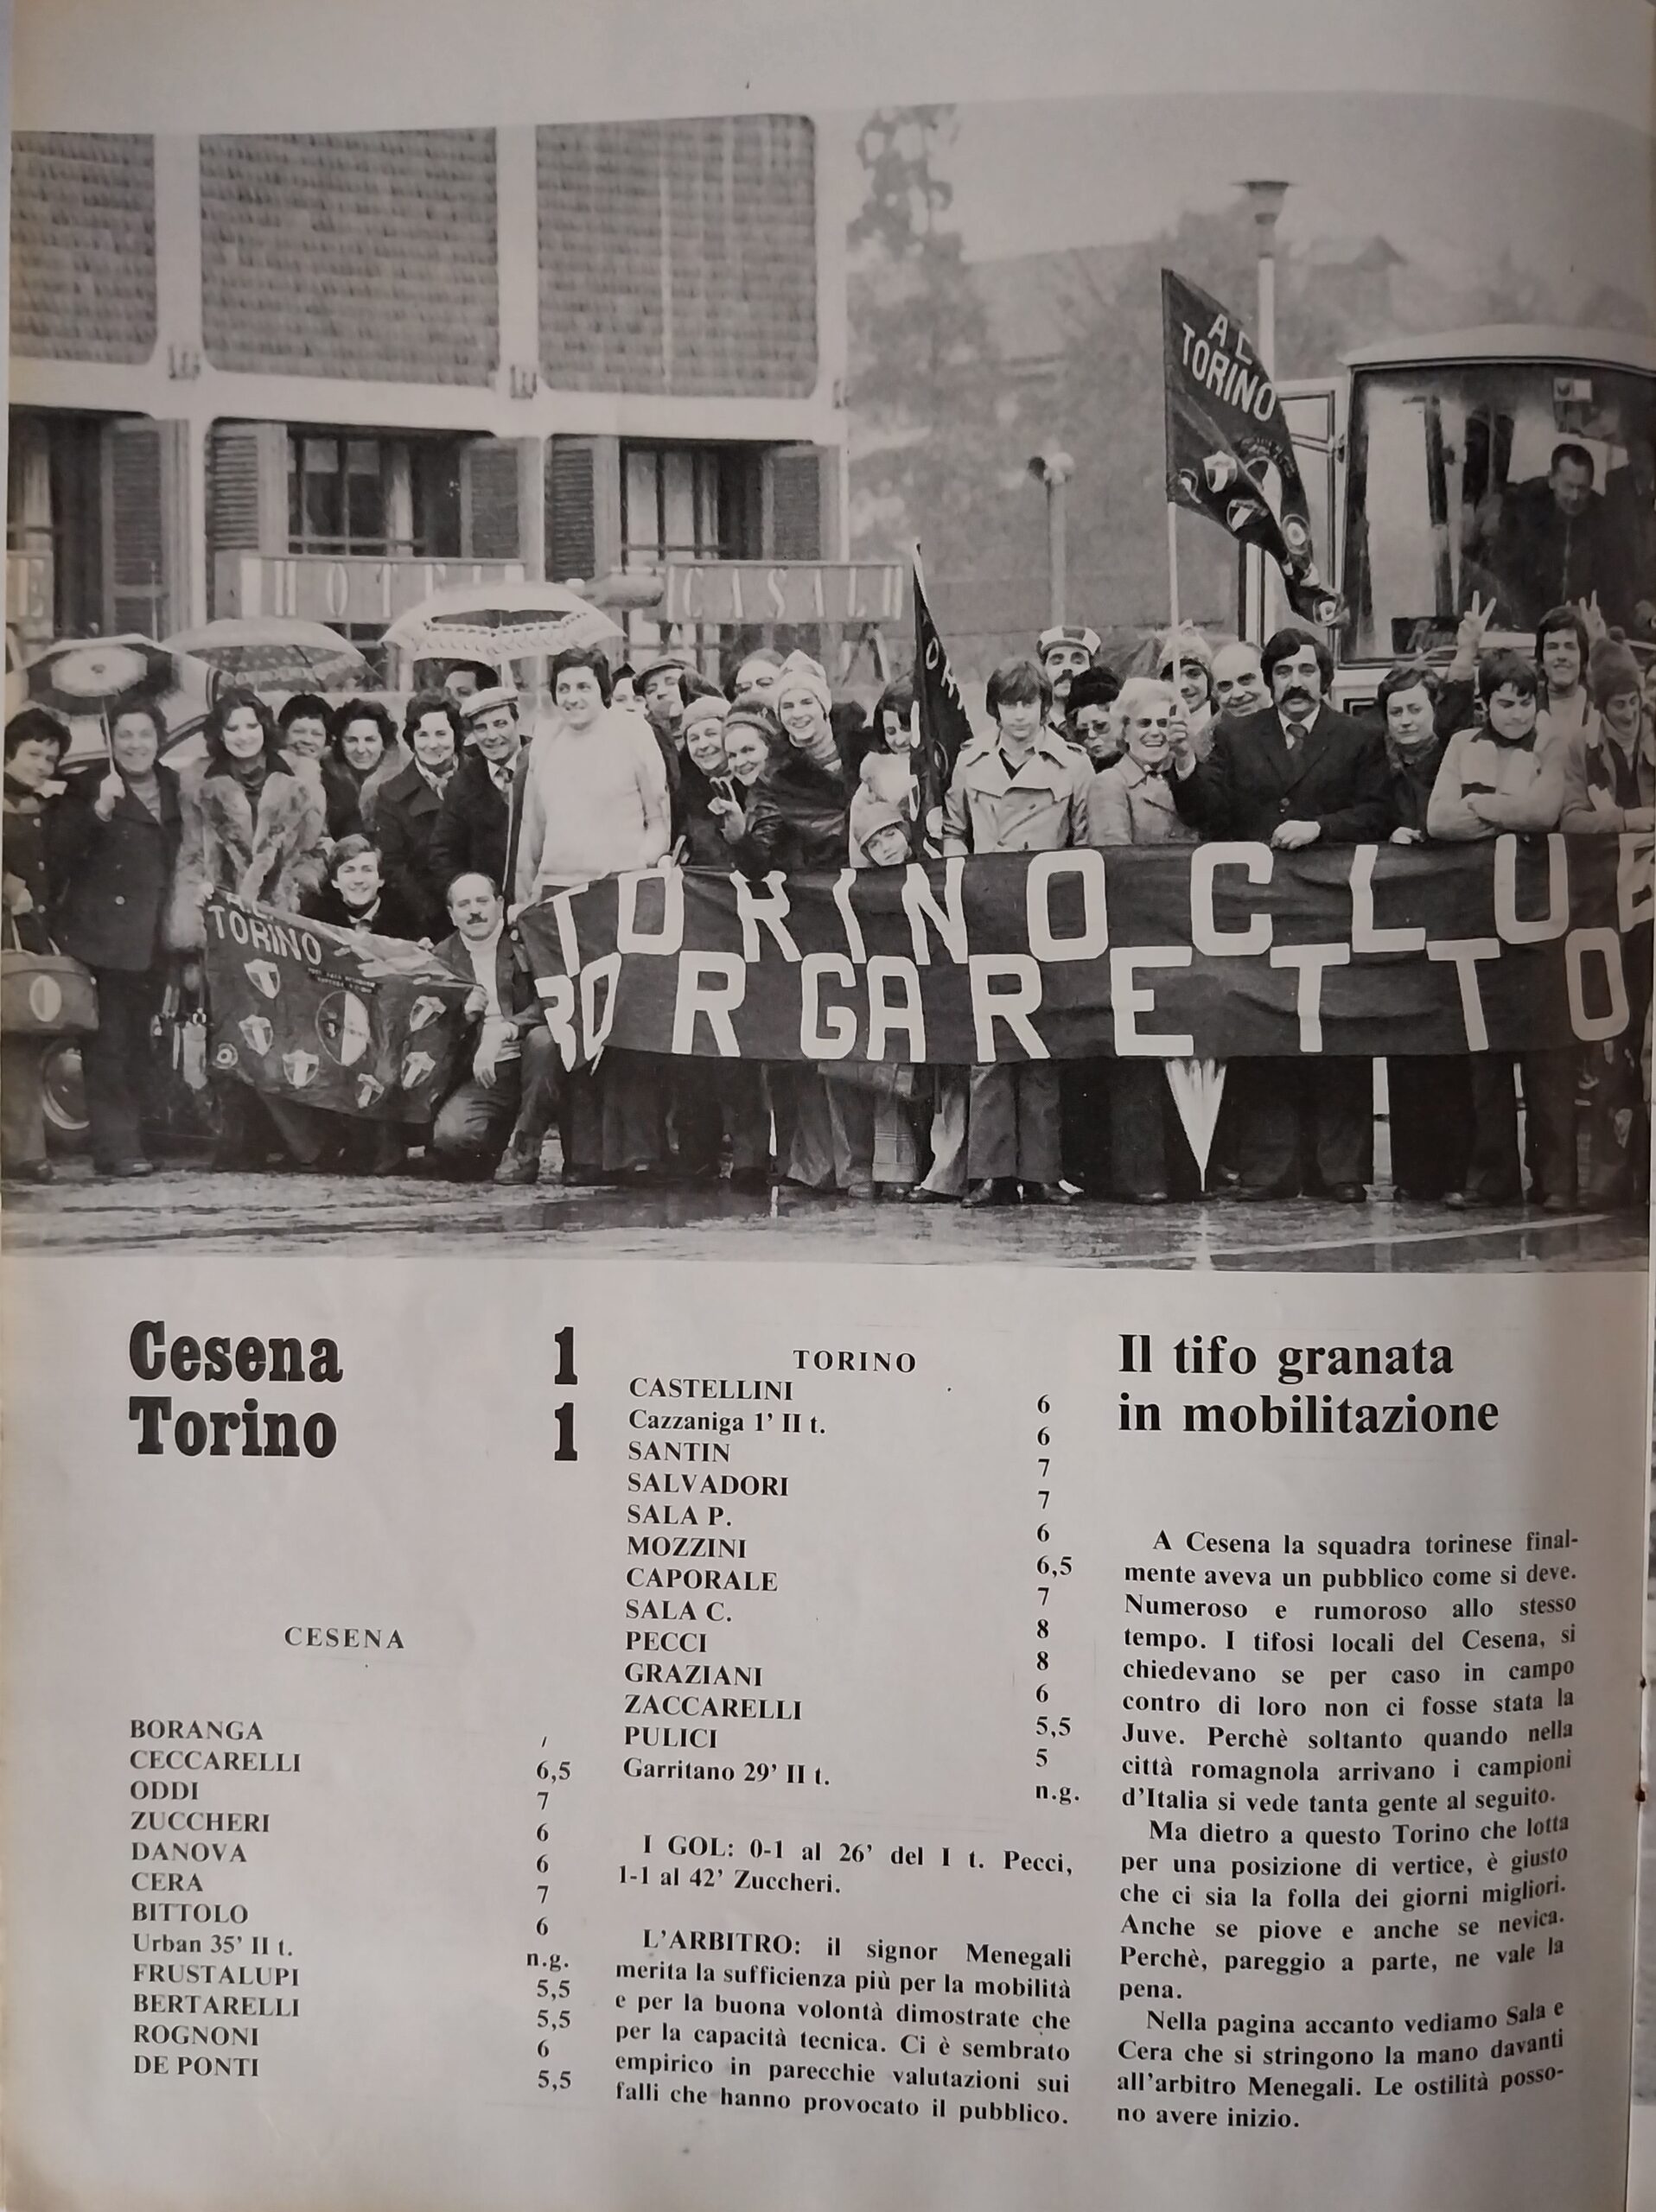 A.C.
TORINO
HOTEL
CASALI
TORINO
TORINO CLUB
BORGARETTO
Cesena 1
Torino 1
CESENA
BORANGA
CECCARELLI 6,5
ODDI 7
ZUCCHERI 6
DANOVA 6
CERA 7
BITTOLO 6
Urban 35' II t. n.g.
FRUSTALUPI 5,5
BERTARELLI 5,5
ROGNONI 6
DE PONTI 5,5
TORINO
CASTELLINI 6
Cazzaniga 1' II t. 6
SANTIN 7
SALVADORI 7
SALA P. 6
MOZZINI 6,5
CAPORALE 7
SALA C. 8
PECCI 8
GRAZIANI 6
ZACCARELLI 5,5
PULICI 5
Garritano 29' II t. n.g.
I GOL: 0-1 al 26' del I t. Pecci,
1-1 al 42' Zuccheri.
L'ARBITRO: il signor Menegali
merita la sufficienza più per la mobilità
e per la buona volontà dimostrate che
per la capacità tecnica. Ci è sembrato
empirico in parecchie valutazioni sui
falli che hanno provocato il pubblico.
Il tifo granata
in mobilitazione
A Cesena la squadra torinese final-
mente aveva un pubblico come si deve.
Numeroso e rumoroso allo stesso
tempo. I tifosi locali del Cesena, si
chiedevano se per caso in campo
contro di loro non ci fosse stata la
Juve. Perchè soltanto quando nella
città romagnola arrivano i campioni
d'Italia si vede tanta gente al seguito.
Ma dietro a questo Torino che lotta
per una posizione di vertice, è giusto
che ci sia la folla dei giorni migliori.
Anche se piove e anche se nevica.
Perchè, pareggio a parte, ne vale la
pena.
Nella pagina accanto vediamo Sala e
Cera che si stringono la mano davanti
all'arbitro Menegali. Le ostilità posso-
no avere inizio.